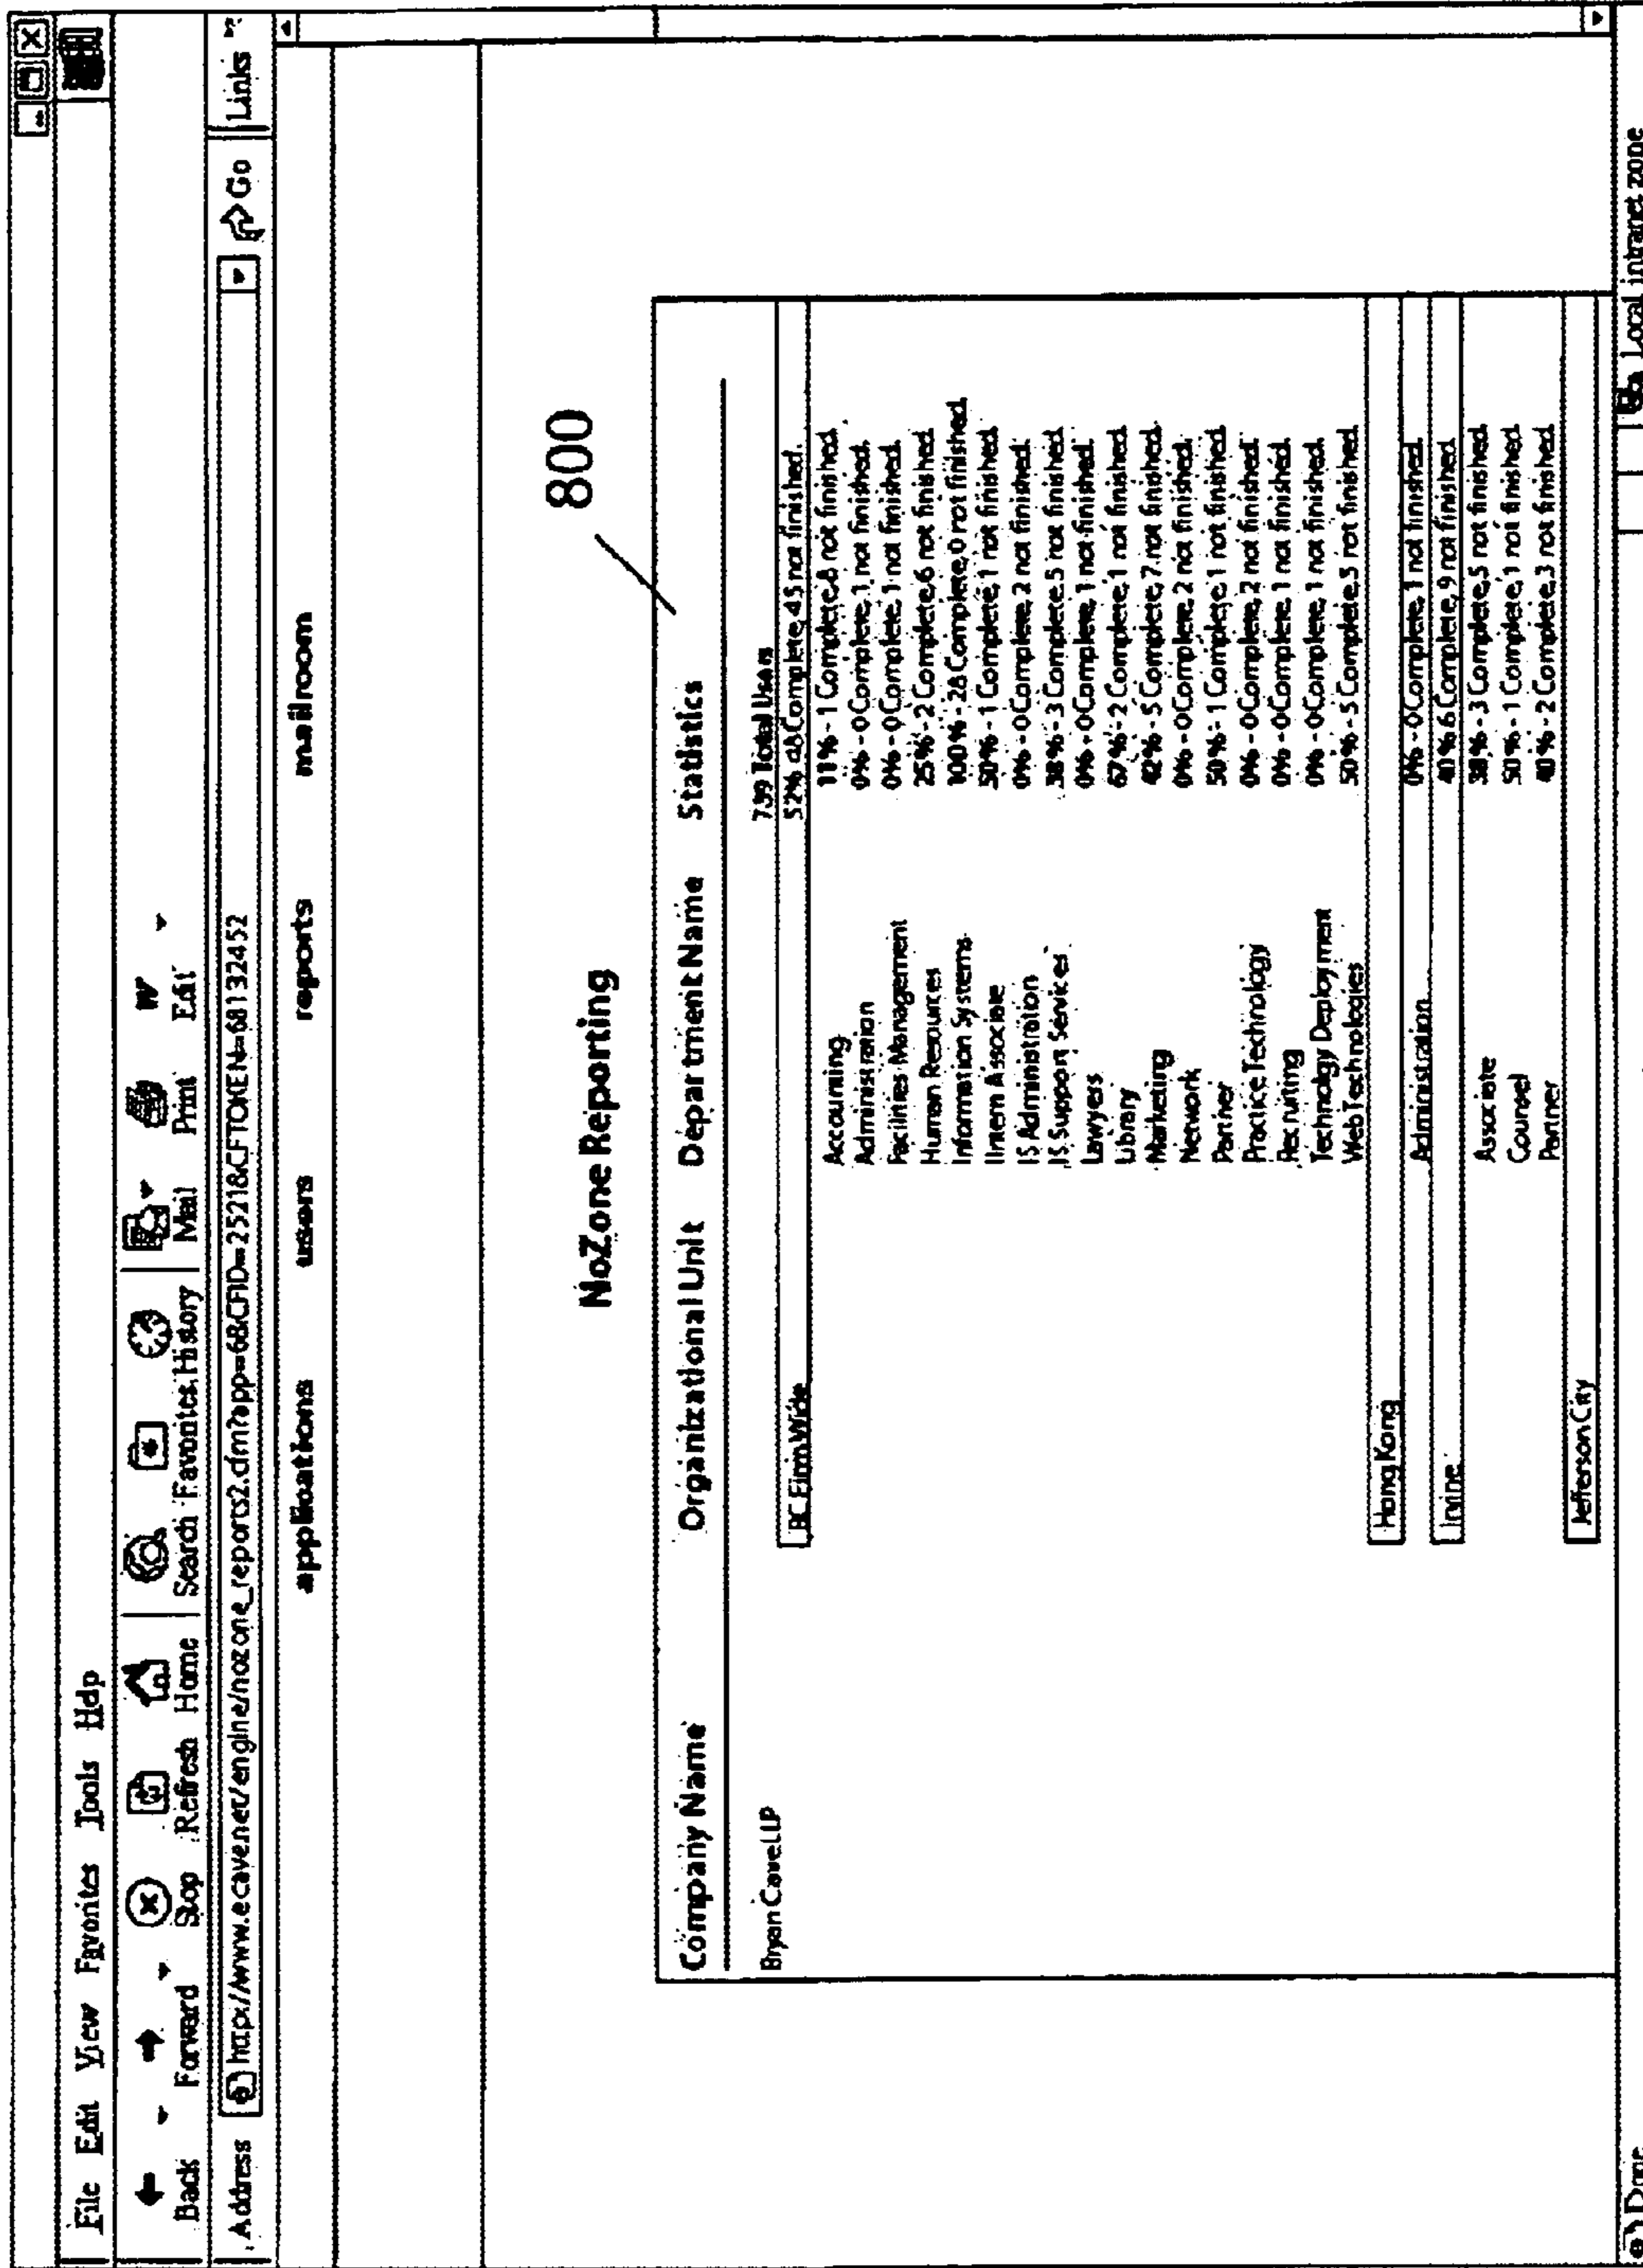 File Edit View Favorites Tools Help
Back Forward Stop Refresh Home Search Favorites History Mail Print Edit
Address http://www.ecavenet/engine/nozone_reports2.cfm?app=68CFID=25218&CFTOKEN=68132452 Go Links
applications users reports mailroom
NoZone Reporting
800
Company Name Organizational Unit Department Name Statistics
Bryan Cave LLP 739 Total Users
BC Firm Wide 52% 48 Complete, 45 not finished.
Accounting 11% - 1 Complete, 8 not finished.
Administration 0% - 0 Complete, 1 not finished.
Facilities Management 0% - 0 Complete, 1 not finished.
Human Resources 25% - 2 Complete, 6 not finished.
Information Systems 100% - 28 Complete, 0 not finished.
Intern Associate 50% - 1 Complete, 1 not finished.
IS Administration 0% - 0 Complete, 2 not finished.
IS Support Services 38% - 3 Complete, 5 not finished.
Lawyers 0% - 0 Complete, 1 not finished.
Library 67% - 2 Complete, 1 not finished.
Marketing 42% - 5 Complete, 7 not finished.
Network 0% - 0 Complete, 2 not finished.
Partner 50% - 1 Complete, 1 not finished.
Practice Technology 0% - 0 Complete, 2 not finished.
Recruiting 0% - 0 Complete, 1 not finished.
Technology Deployment 0% - 0 Complete, 1 not finished.
Web Technologies 50% - 5 Complete, 5 not finished.
Hong Kong
Administration 0% - 0 Complete, 1 not finished.
Irvine 40% 6 Complete, 9 not finished.
Associate 38% - 3 Complete, 5 not finished.
Counsel 50% - 1 Complete, 1 not finished.
Partner 40% - 2 Complete, 3 not finished.
Jefferson City
Done Local intranet zone